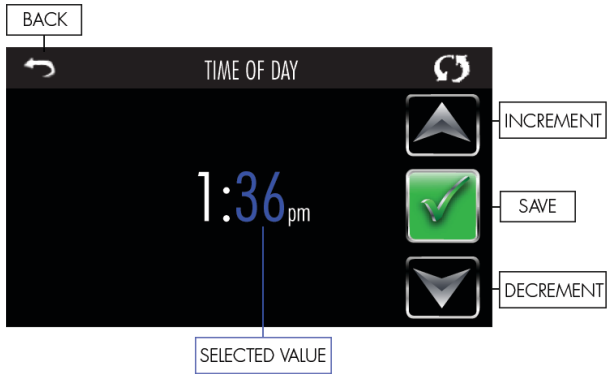 BACK
TIME OF DAY
INCREMENT
1:36pm
SAVE
DECREMENT
SELECTED VALUE